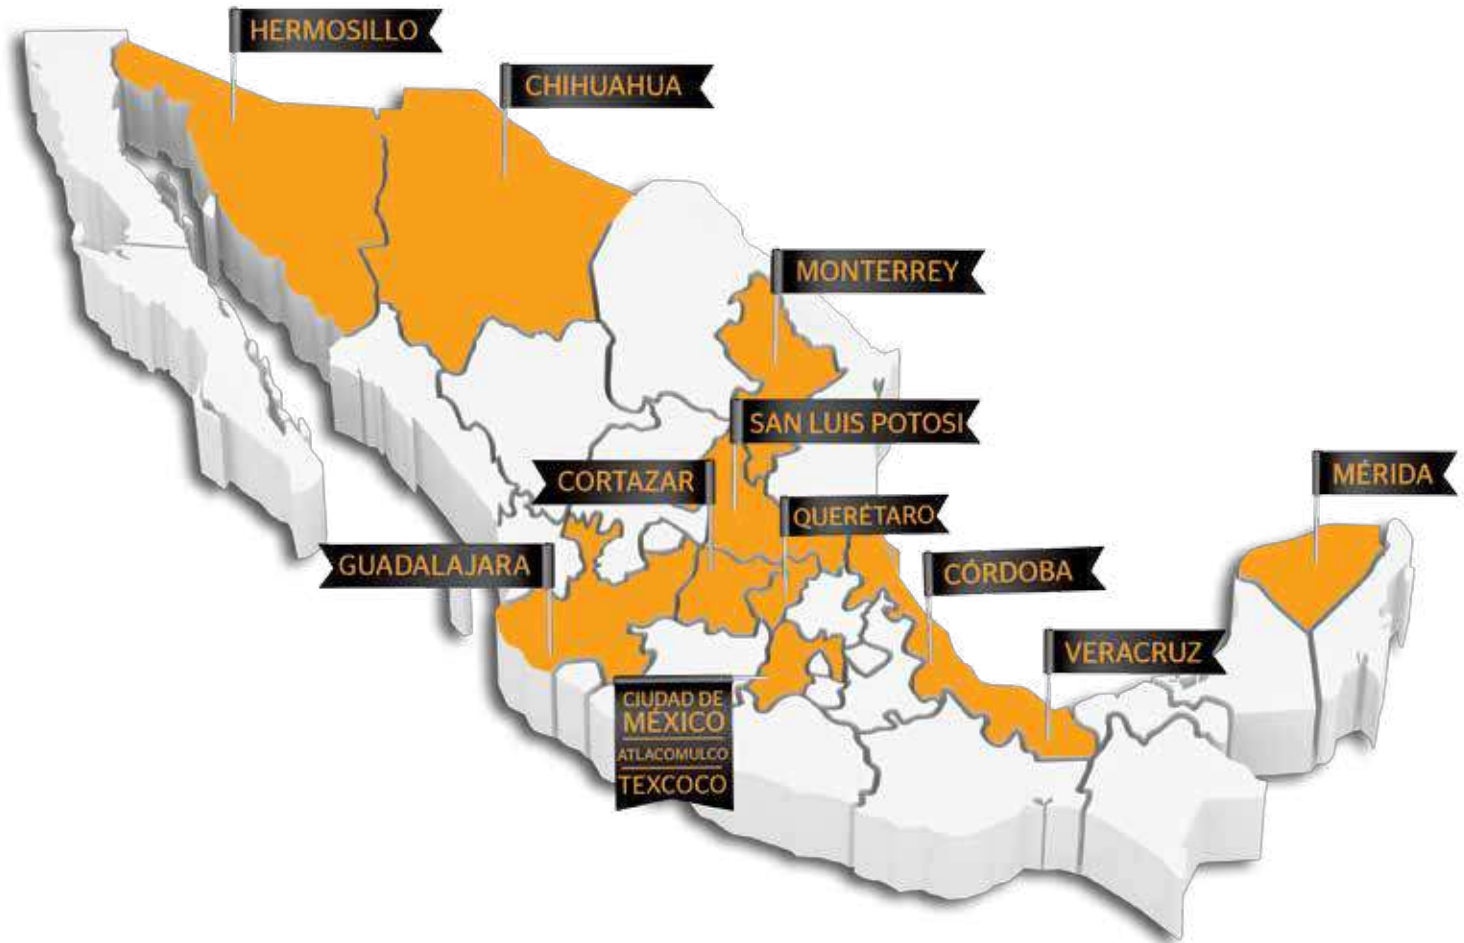 HERMOSILLO
CHIHUAHUA
MONTERREY
SAN LUIS POTOSI
CORTAZAR
MÉRIDA
QUERÉTARO
GUADALAJARA
CÓRDOBA
VERACRUZ
CIUDAD DE
MÉXICO
ATLACOMULCO
TEXCOCO